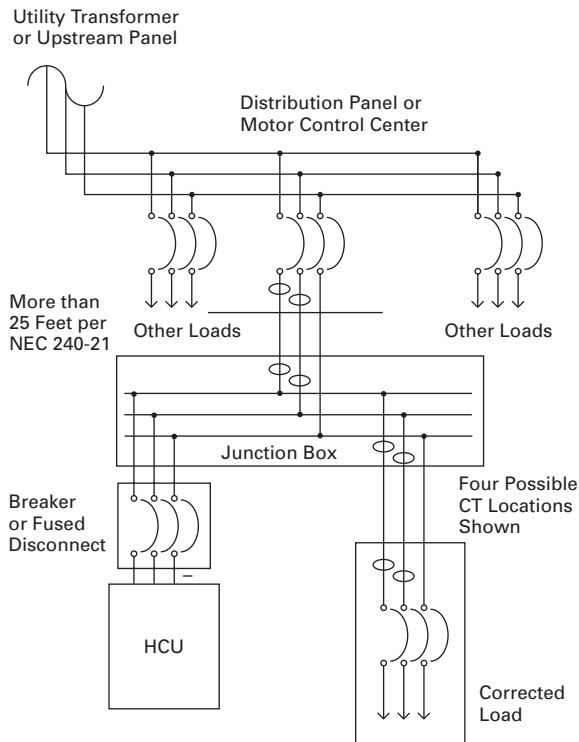 Utility Transformer
or Upstream Panel
Distribution Panel or
Motor Control Center
More than
25 Feet per
NEC 240-21
Other Loads
Other Loads
Junction Box
Four Possible
CT Locations
Shown
Breaker
or Fused
Disconnect
HCU
Corrected
Load